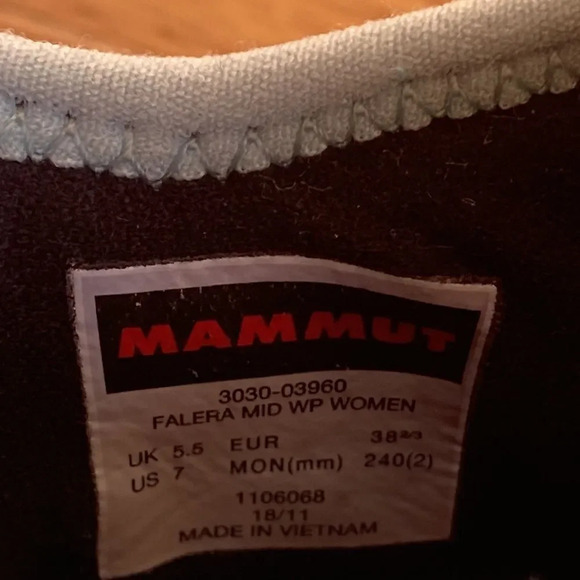 MAMMUT
3030-03960
FALERA MID WP WOMEN
UK 5.5 EUR 38 2/3
US 7 MON(mm) 240(2)
1106068
18/11
MADE IN VIETNAM